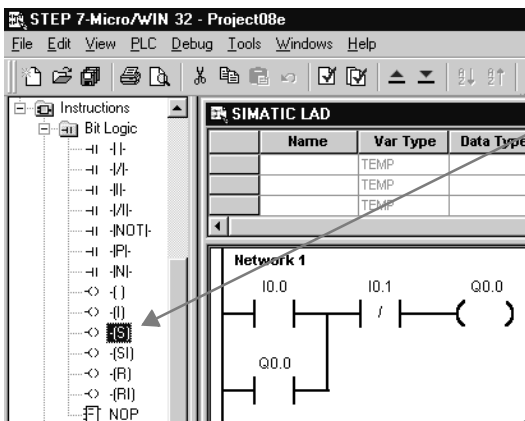 STEP 7-Micro/WIN 32 - Project08e
File Edit View PLC Debug Tools Windows Help
Instructions
Bit Logic
-| |-
-|/|-
-|I|-
-|/I|-
-|NOT|-
-|P|-
-|N|-
-( )
-(I)
-(S)
-(SI)
-(R)
-(RI)
NOP
SIMATIC LAD
Name Var Type Data Type
TEMP
TEMP
TEMP
Network 1
I0.0 I0.1 Q0.0
/
Q0.0